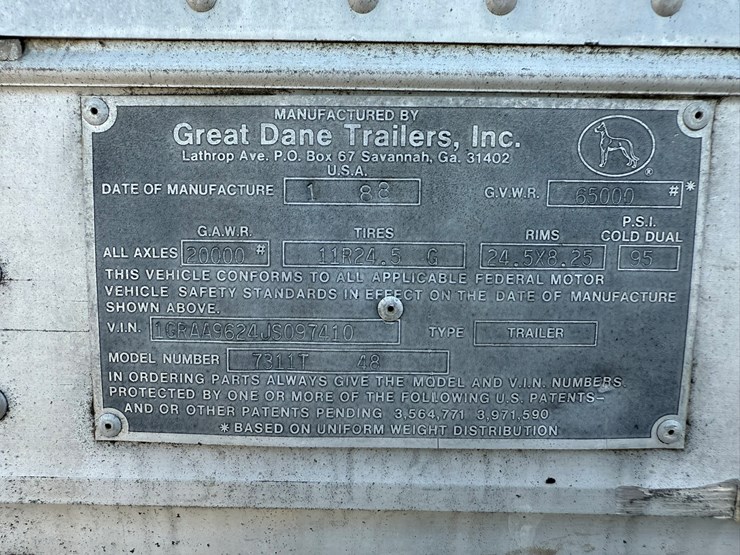 MANUFACTURED BY
Great Dane Trailers, Inc.
Lathrop Ave. P.O. Box 67 Savannah, Ga. 31402
U.S.A.
DATE OF MANUFACTURE 1 88 G.V.W.R. 65000 #*
G.A.W.R. TIRES RIMS P.S.I. COLD DUAL
ALL AXLES 20000 # 11R24.5 G 24.5X8.25 95
THIS VEHICLE CONFORMS TO ALL APPLICABLE FEDERAL MOTOR
VEHICLE SAFETY STANDARDS IN EFFECT ON THE DATE OF MANUFACTURE
SHOWN ABOVE.
V.I.N. 1GRAA9624JS097410 TYPE TRAILER
MODEL NUMBER 7311T 48
IN ORDERING PARTS ALWAYS GIVE THE MODEL AND V.I.N. NUMBERS.
PROTECTED BY ONE OR MORE OF THE FOLLOWING U.S. PATENTS-
AND OR OTHER PATENTS PENDING 3,564,771 3,971,590
* BASED ON UNIFORM WEIGHT DISTRIBUTION